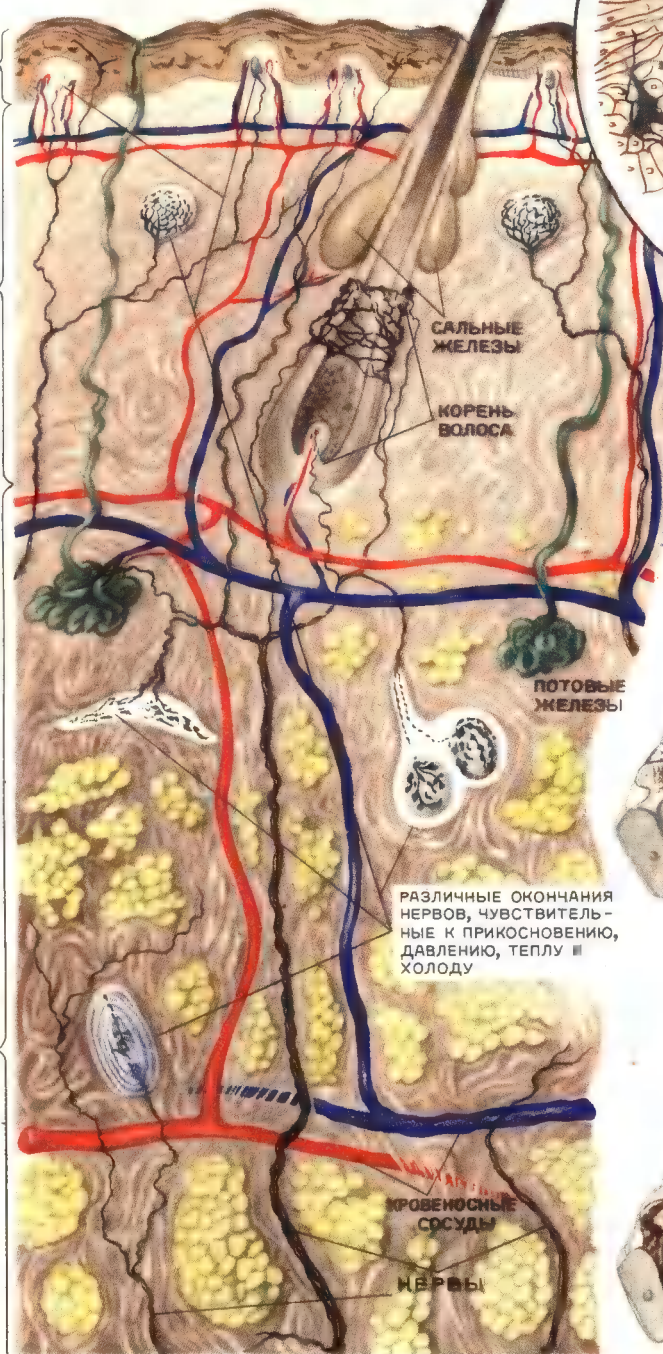 САЛЬНЫЕ
ЖЕЛЕЗЫ
КОРЕНЬ
ВОЛОСА
ПОТОВЫЕ
ЖЕЛЕЗЫ
РАЗЛИЧНЫЕ ОКОНЧАНИЯ
НЕРВОВ, ЧУВСТВИТЕЛЬ-
НЫЕ К ПРИКОСНОВЕНИЮ,
ДАВЛЕНИЮ, ТЕПЛУ И
ХОЛОДУ
КРОВЕНОСНЫЕ
СОСУДЫ
НЕРВЫ